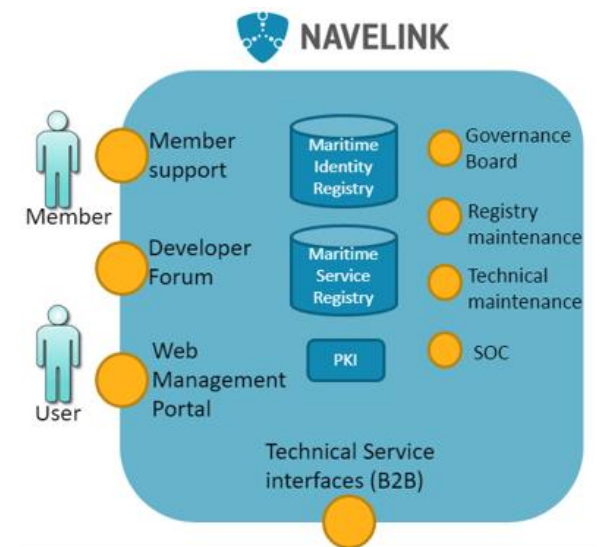 NAVELINK
Member
support
Member
Developer
Forum
Web
Management
Portal
User
Maritime
Identity
Registry
Maritime
Service
Registry
PKI
Governance
Board
Registry
maintenance
Technical
maintenance
SOC
Technical Service
interfaces (B2B)